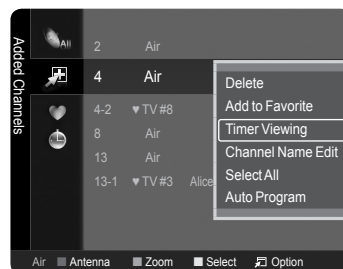 Added Channels
All
2 Air
4 Air
4-2 ♥ TV #8
8 Air
13 Air
13-1 ♥ TV #3 Alice
Delete
Add to Favorite
Timer Viewing
Channel Name Edit
Select All
Auto Program
Air Antenna Zoom Select Option